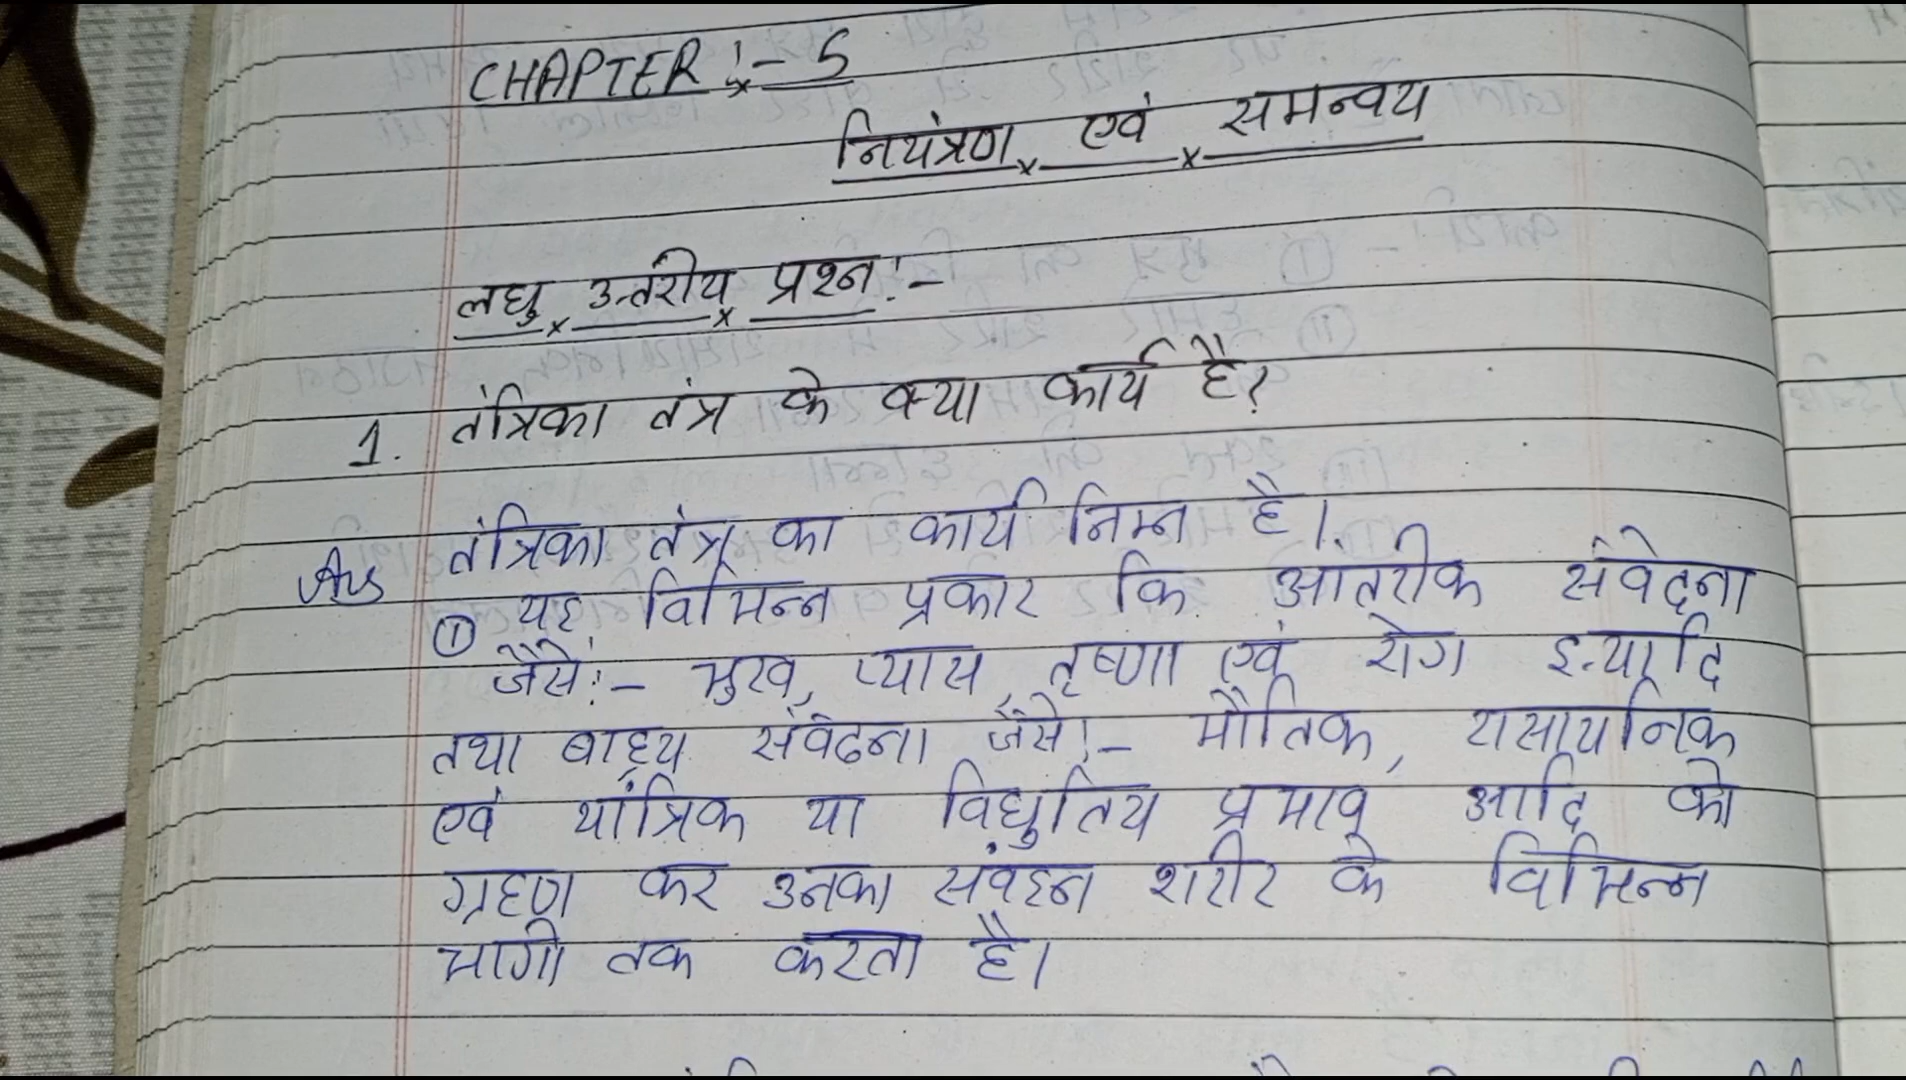 CHAPTER :- 5
नियंत्रण एवं समन्वय
लघु उत्तरीय प्रश्न :-
1. तंत्रिका तंत्र के क्या कार्य है?
Ans तंत्रिका तंत्र का कार्य निम्न है।
① यह विभिन्न प्रकार कि आंतरीक संवेदना
जैसे :- भुख, प्यास, तृष्णा एवं रोग इत्यादि
तथा बाह्य संवेदना जैसे :- भौतिक, रासायनिक
एवं यांत्रिक या विधुतिय प्रभाव आदि को
ग्रहण कर उनका संवहन शरीर के विभिन्न
भागो तक करता है।